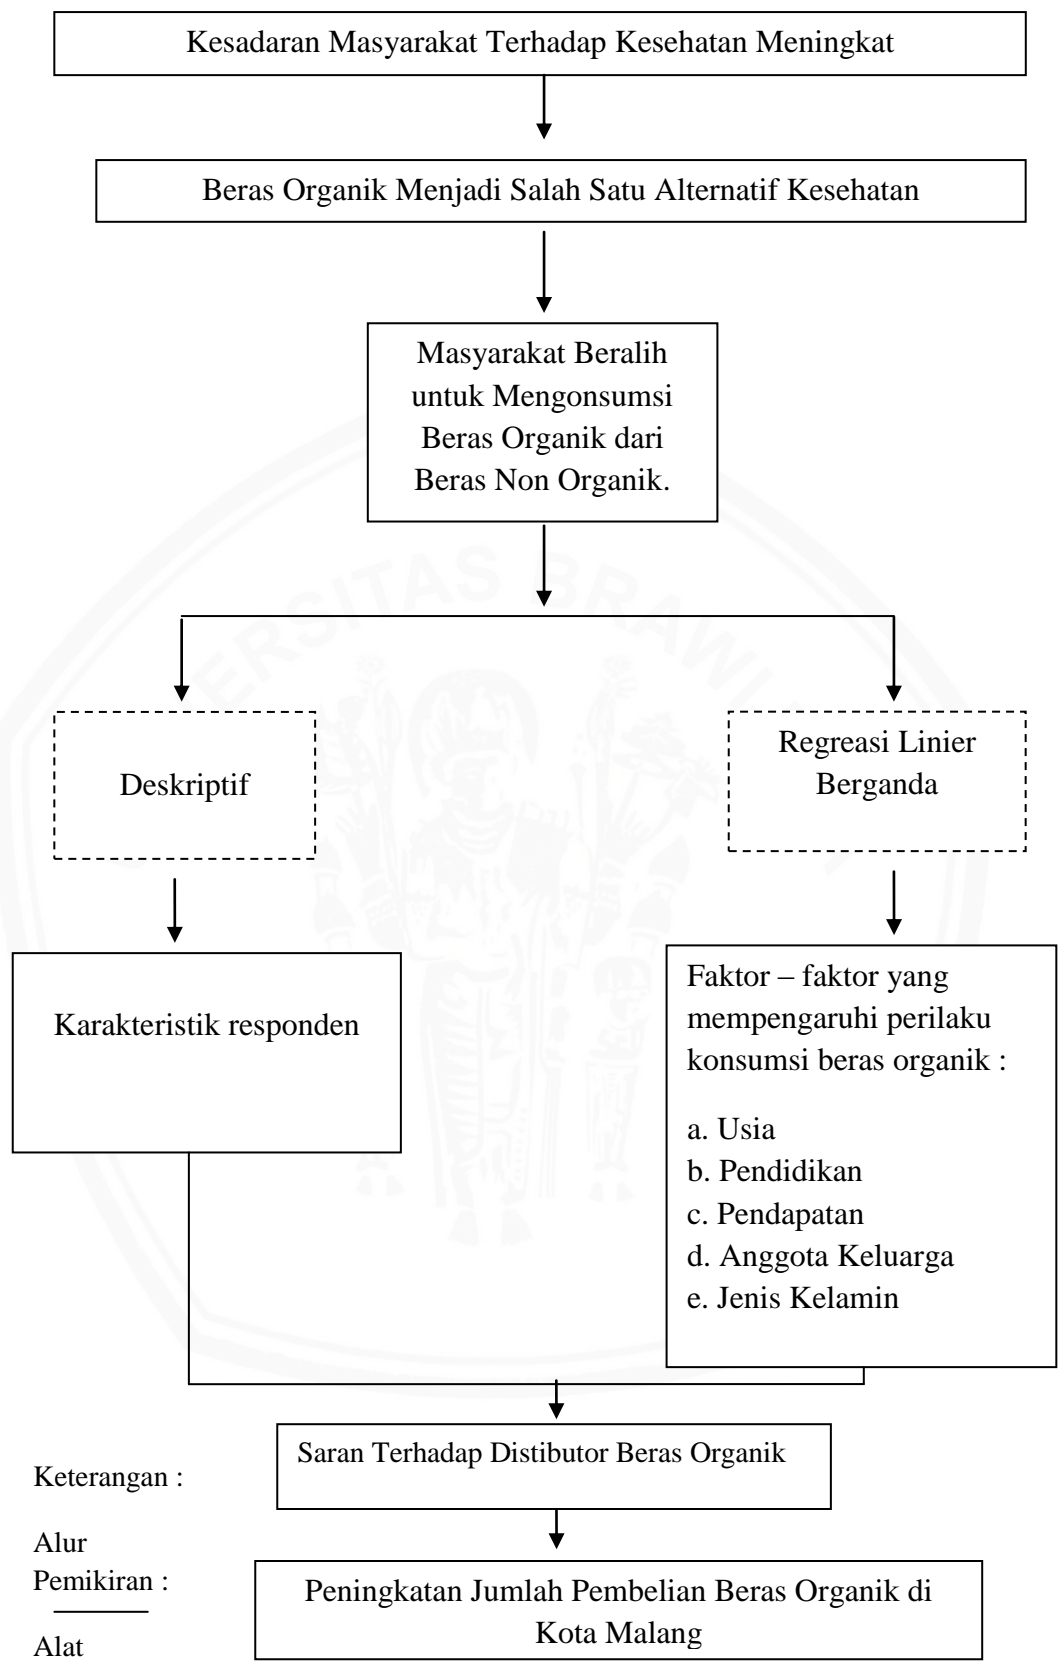 Kesadaran Masyarakat Terhadap Kesehatan Meningkat
Beras Organik Menjadi Salah Satu Alternatif Kesehatan
Masyarakat Beralih
untuk Mengonsumsi
Beras Organik dari
Beras Non Organik.
Deskriptif
Regreasi Linier
Berganda
Karakteristik responden
Faktor – faktor yang
mempengaruhi perilaku
konsumsi beras organik :
a. Usia
b. Pendidikan
c. Pendapatan
d. Anggota Keluarga
e. Jenis Kelamin
Saran Terhadap Distibutor Beras Organik
Keterangan :
Alur
Pemikiran :
Peningkatan Jumlah Pembelian Beras Organik di
Kota Malang
Alat